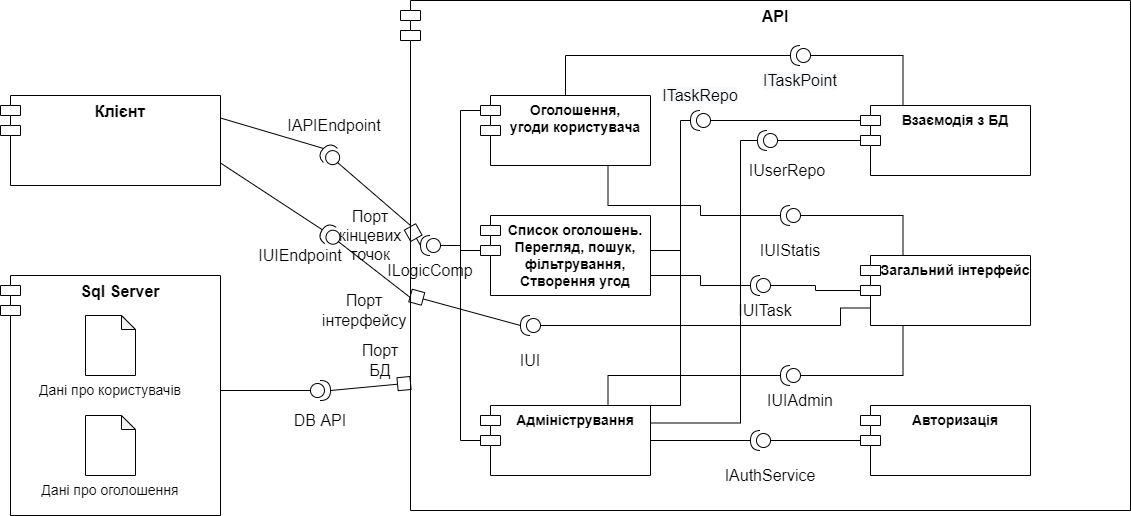 API
ITaskPoint
Клієнт
IAPIEndpoint
Оголошення,
угоди користувача
ITaskRepo
Взаємодія з БД
IUserRepo
Порт
кінцевих
точок
IUIEndpoint
ILogicComp
Список оголошень.
Перегляд, пошук,
фільтрування,
Створення угод
IUIStatis
Загальний інтерфейс
IUITask
Sql Server
Порт
інтерфейсу
IUI
Дані про користувачів
Порт
БД
DB API
IUIAdmin
Адміністрування
Авторизація
IAuthService
Дані про оголошення